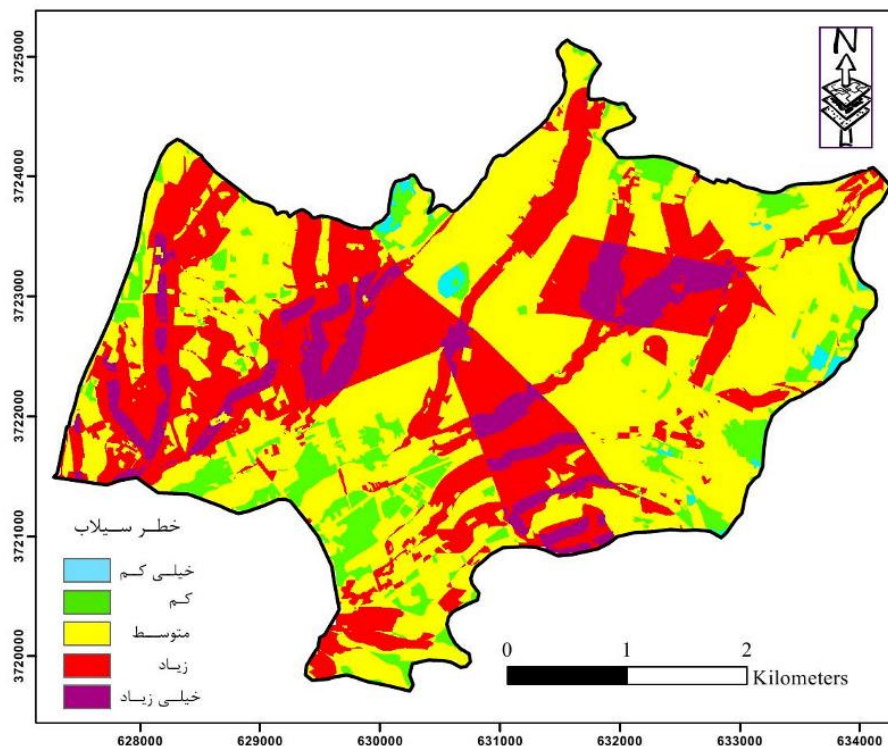 N
3725000
3724000
3723000
3722000
3721000
3720000
خطر سیلاب
خیلی کم
کم
متوسط
زیاد
خیلی زیاد
0 1 2
Kilometers
628000 629000 630000 631000 632000 633000 634000